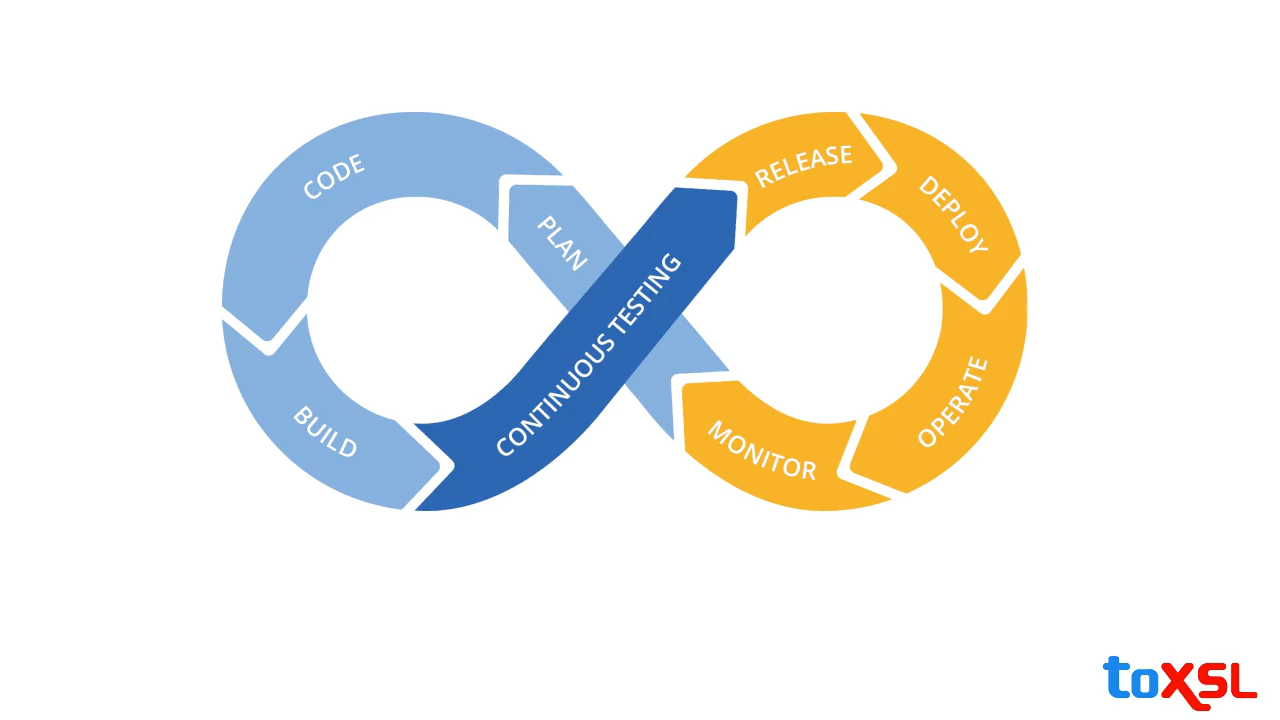 CODE
PLAN
BUILD
CONTINUOUS TESTING
RELEASE
DEPLOY
OPERATE
MONITOR
toXSL